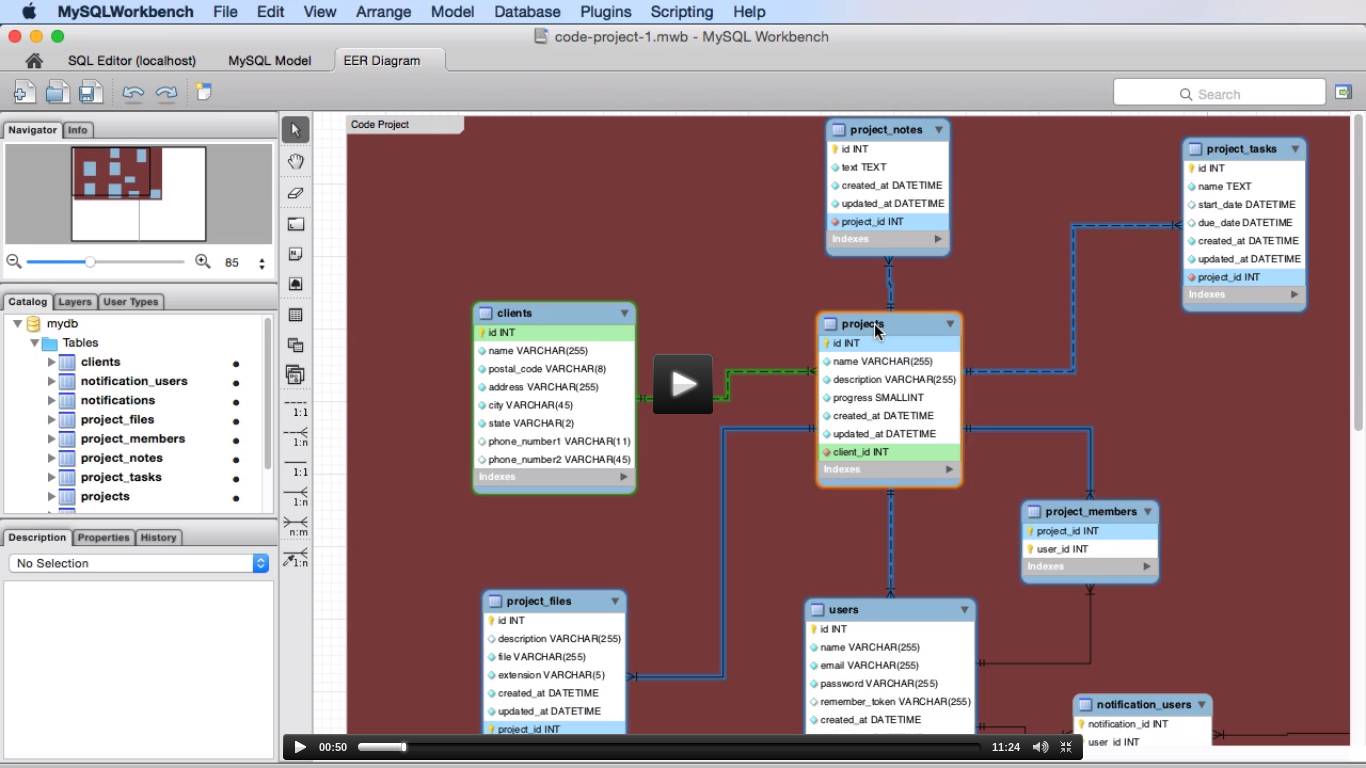 MySQLWorkbench File Edit View Arrange Model Database Plugins Scripting Help
code-project-1.mwb - MySQL Workbench
SQL Editor (localhost) MySQL Model EER Diagram
Search
Navigator Info
85
Catalog Layers User Types
mydb
Tables
clients
notification_users
notifications
project_files
project_members
project_notes
project_tasks
projects
Description Properties History
No Selection
1:1
1:n
1:1
1:n
n:m
1:n
Code Project
project_notes
id INT
text TEXT
created_at DATETIME
updated_at DATETIME
project_id INT
Indexes
project_tasks
id INT
name TEXT
start_date DATETIME
due_date DATETIME
created_at DATETIME
updated_at DATETIME
project_id INT
Indexes
clients
id INT
name VARCHAR(255)
postal_code VARCHAR(8)
address VARCHAR(255)
city VARCHAR(45)
state VARCHAR(2)
phone_number1 VARCHAR(11)
phone_number2 VARCHAR(45)
Indexes
projects
id INT
name VARCHAR(255)
description VARCHAR(255)
progress SMALLINT
created_at DATETIME
updated_at DATETIME
client_id INT
Indexes
project_members
project_id INT
user_id INT
Indexes
project_files
id INT
description VARCHAR(255)
file VARCHAR(255)
extension VARCHAR(5)
created_at DATETIME
updated_at DATETIME
project_id INT
users
id INT
name VARCHAR(255)
email VARCHAR(255)
password VARCHAR(255)
remember_token VARCHAR(255)
created_at DATETIME
notification_users
notification_id INT
user_id INT
00:50 11:24